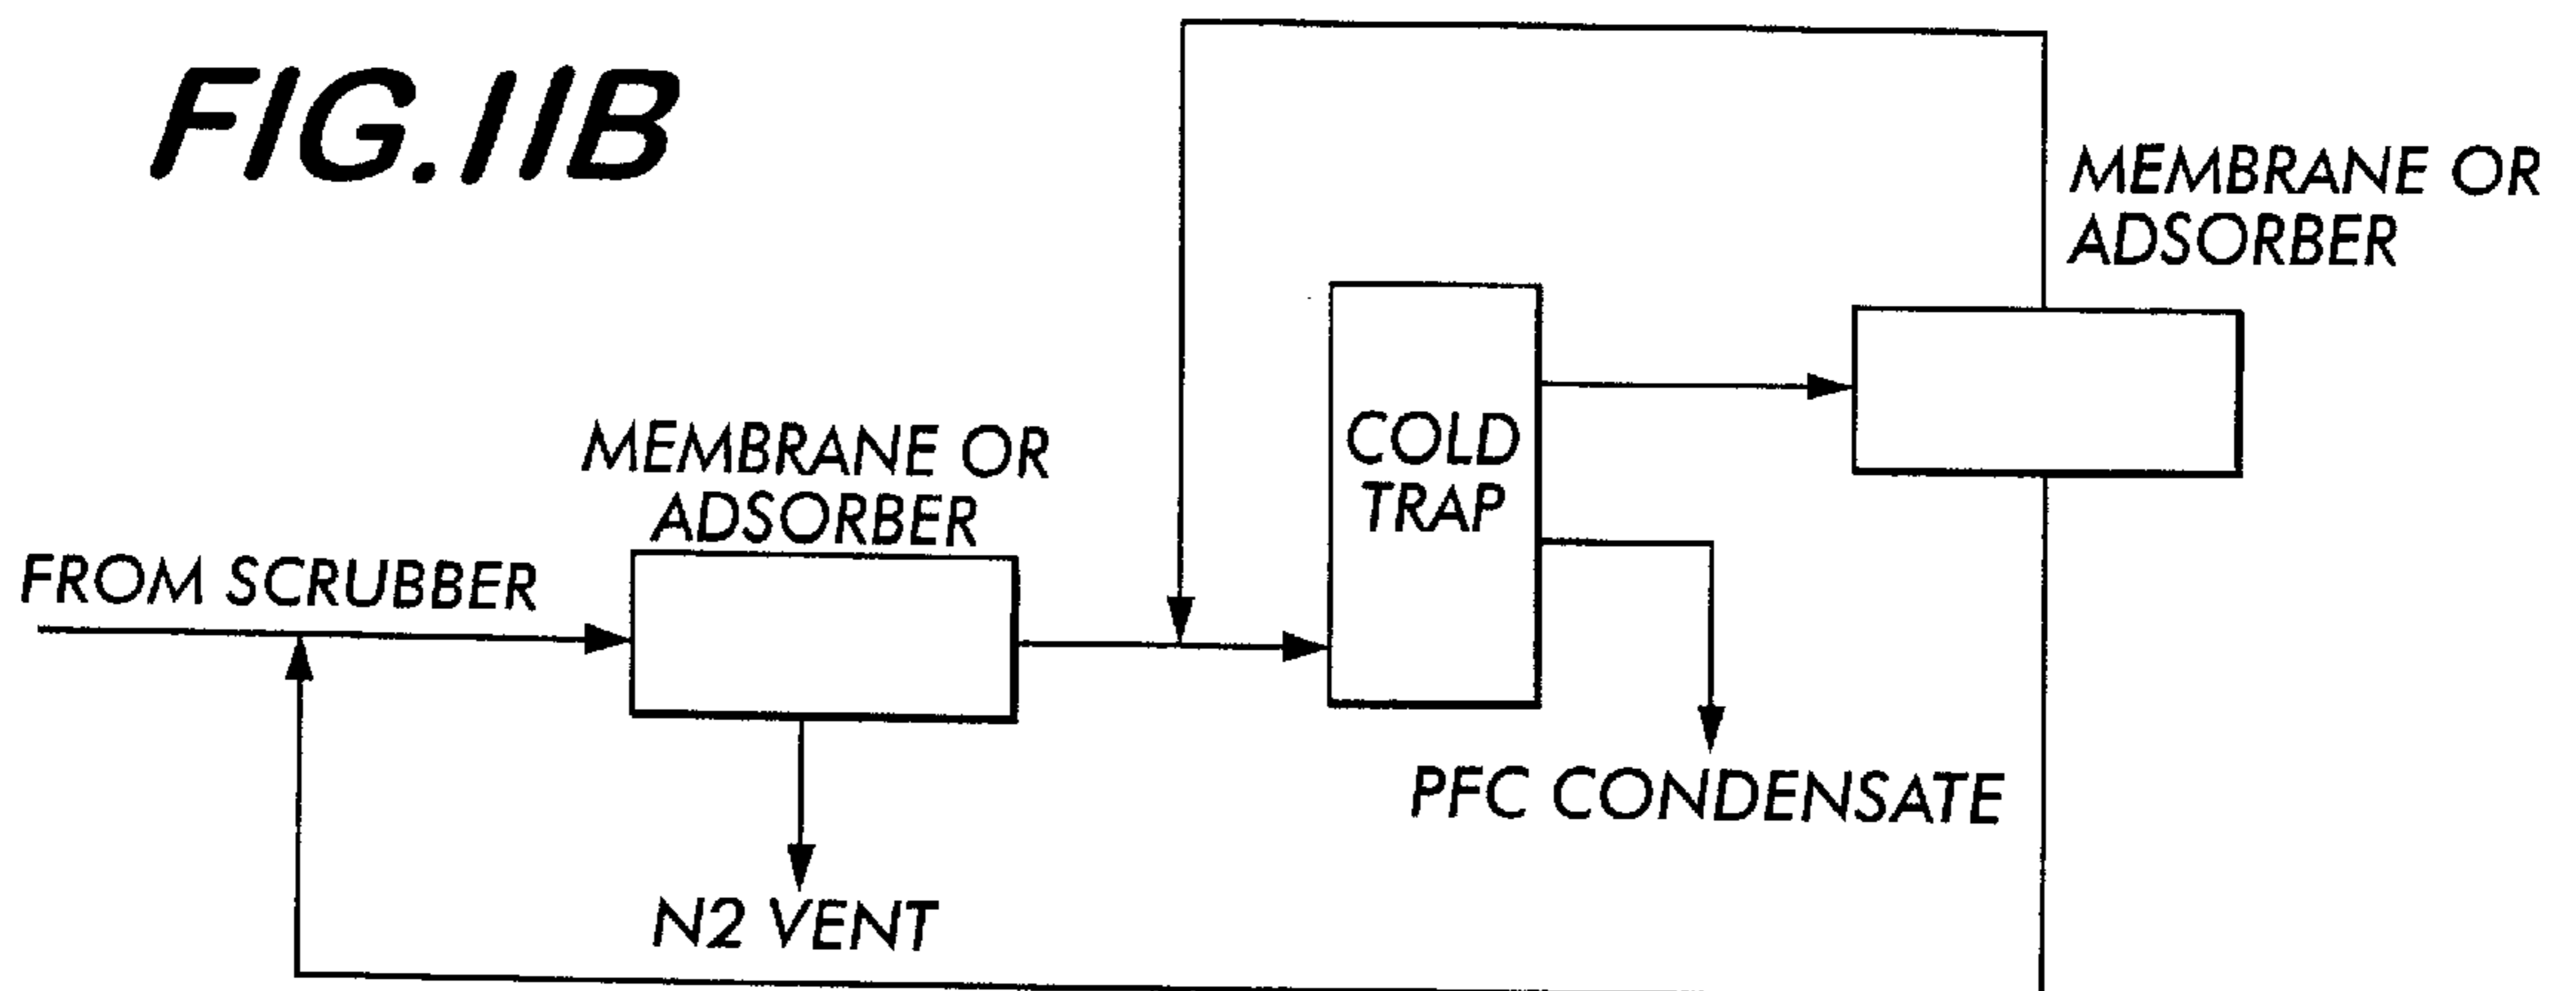 FIG.11B
MEMBRANE OR
ADSORBER
COLD
TRAP
MEMBRANE OR
ADSORBER
FROM SCRUBBER
PFC CONDENSATE
N2 VENT